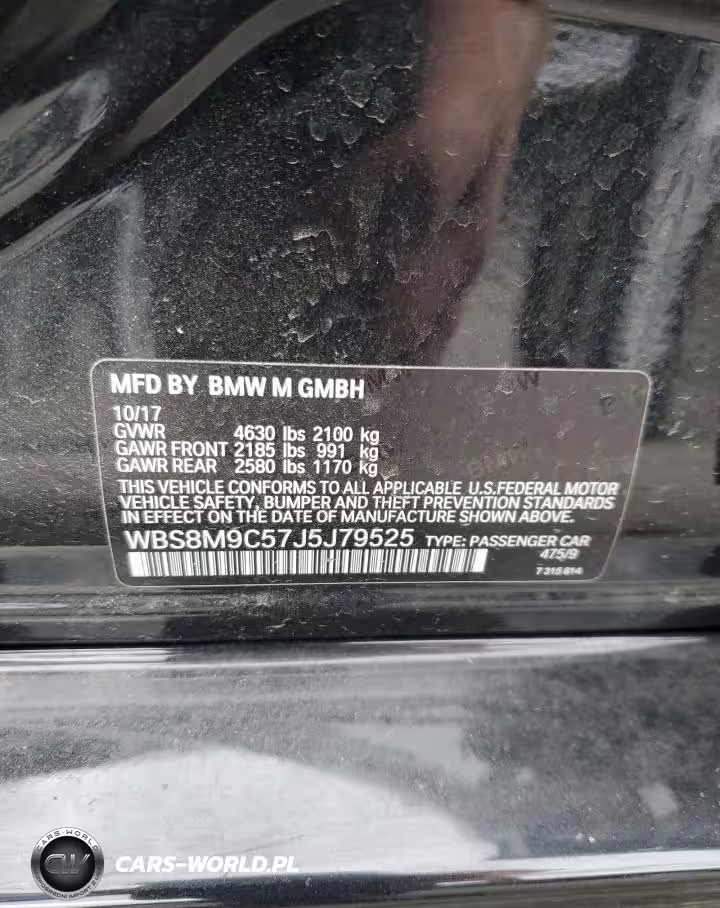 MFD BY BMW M GMBH
10/17
GVWR 4630 lbs 2100 kg
GAWR FRONT 2185 lbs 991 kg
GAWR REAR 2580 lbs 1170 kg
THIS VEHICLE CONFORMS TO ALL APPLICABLE U.S.FEDERAL MOTOR
VEHICLE SAFETY, BUMPER AND THEFT PREVENTION STANDARDS
IN EFFECT ON THE DATE OF MANUFACTURE SHOWN ABOVE.
WBS8M9C57J5J79525 TYPE: PASSENGER CAR
475/9
7 315 814
CARS-WORLD
CW
CARS-WORLD.PL